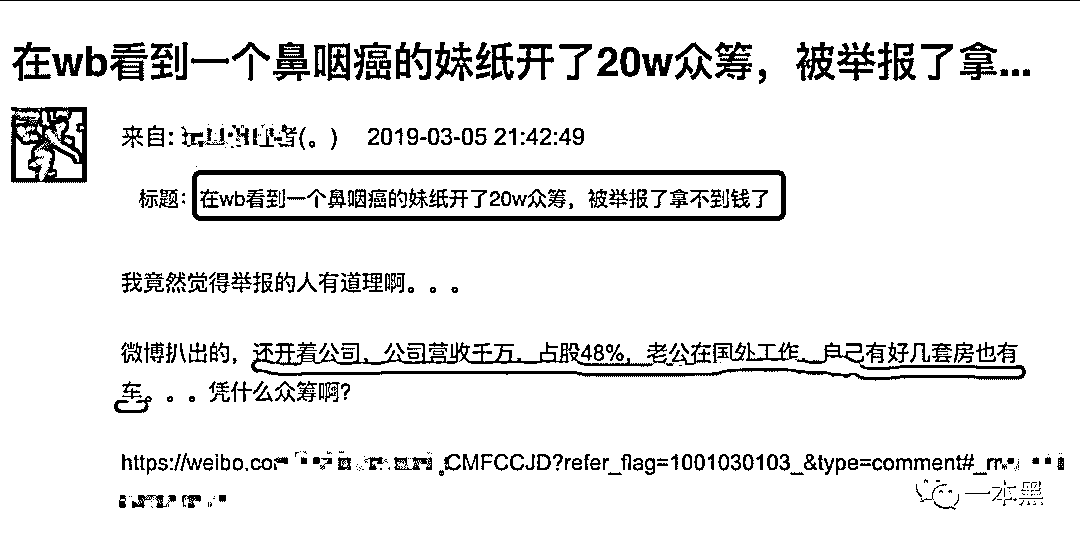 在wb看到一个鼻咽癌的妹纸开了20w众筹，被举报了拿...
来自: (。) 2019-03-05 21:42:49
标题: 在wb看到一个鼻咽癌的妹纸开了20w众筹，被举报了拿不到钱了
我竟然觉得举报的人有道理啊。。。
微博扒出的，还开着公司，公司营收千万，占股48%，老公在国外工作，自己有好几套房也有
车。。。凭什么众筹啊？
https://weibo.com CMFCCJD?refer_flag=1001030103_&type=comment#_
一本黑